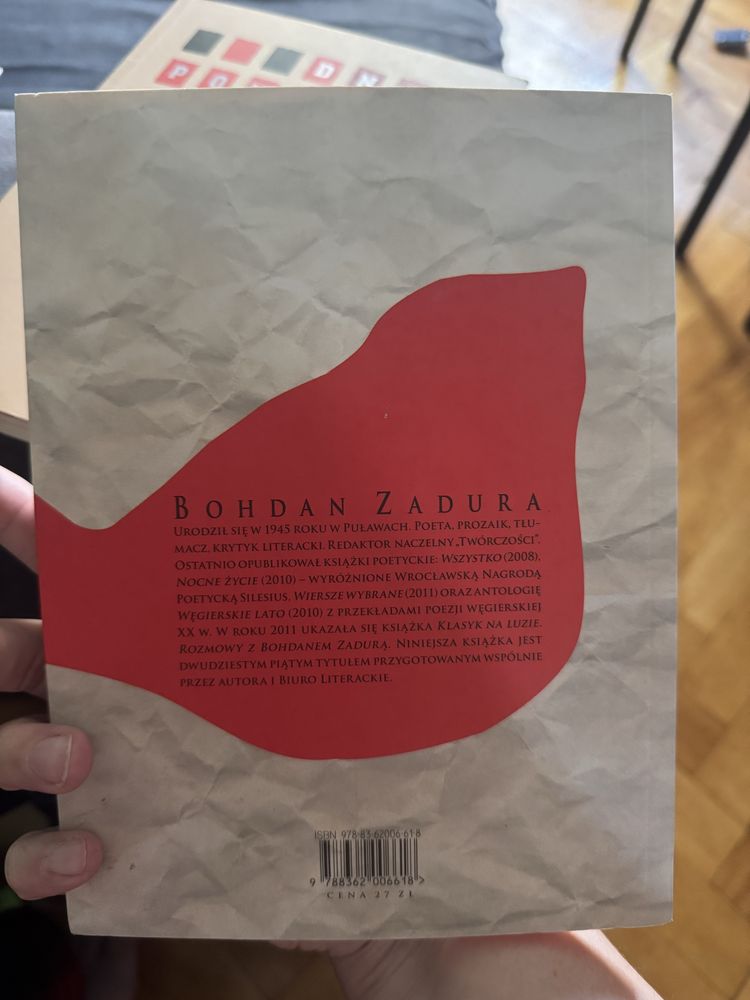 BOHDAN ZADURA
URODZIŁ SIĘ W 1945 ROKU W PUŁAWACH. POETA, PROZAIK, TŁU-
MACZ, KRYTYK LITERACKI. REDAKTOR NACZELNY „TWÓRCZOŚCI”.
OSTATNIO OPUBLIKOWAŁ KSIĄŻKI POETYCKIE: WSZYSTKO (2008),
NOCNE ŻYCIE (2010) – WYRÓŻNIONE WROCŁAWSKĄ NAGRODĄ
POETYCKĄ SILESIUS, WIERSZE WYBRANE (2011) ORAZ ANTOLOGIĘ
WĘGIERSKIE LATO (2010) Z PRZEKŁADAMI POEZJI WĘGIERSKIEJ
XX W. W ROKU 2011 UKAZAŁA SIĘ KSIĄŻKA KLASYK NA LUZIE.
ROZMOWY Z BOHDANEM ZADURĄ. NINIEJSZA KSIĄŻKA JEST
DWUDZIESTYM PIĄTYM TYTUŁEM PRZYGOTOWANYM WSPÓLNIE
PRZEZ AUTORA I BIURO LITERACKIE.
ISBN 978-83-62006-61-8
9 788362 006618 >
CENA 27 ZŁ